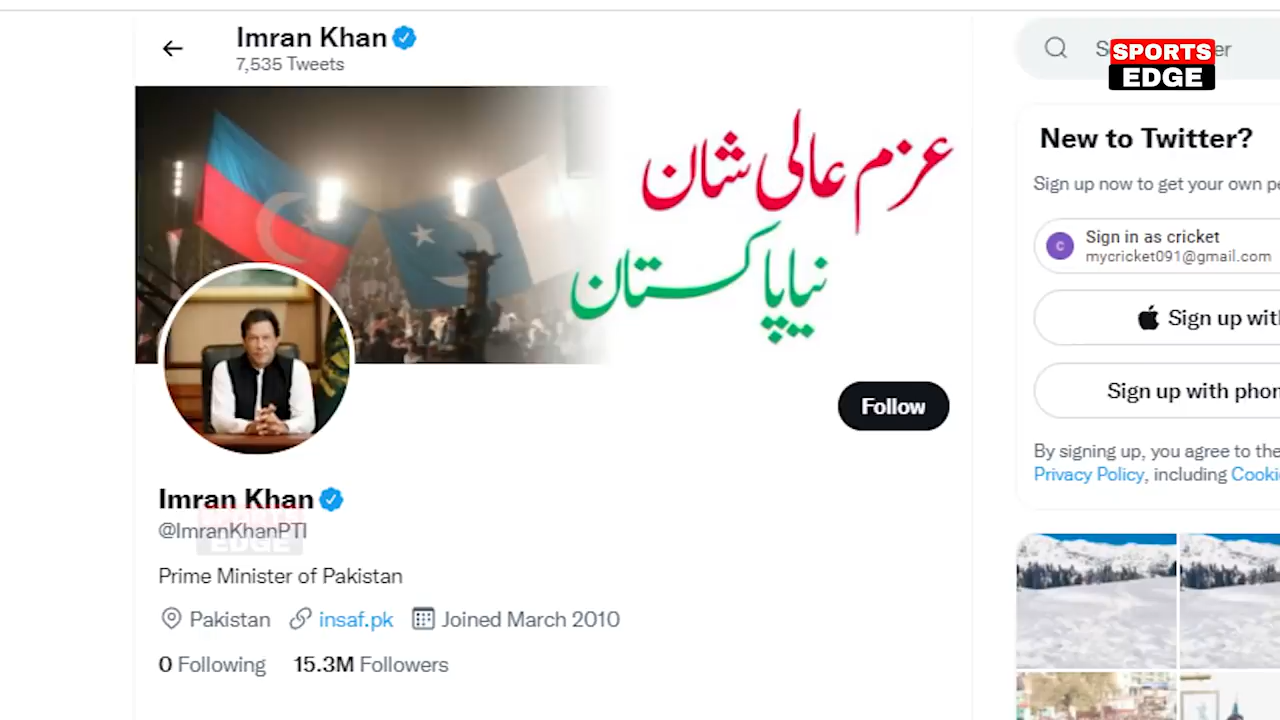 Imran Khan
7,535 Tweets
SPORTS
EDGE
عزم عالی شان
نیا پاکستان
Follow
Imran Khan
@ImranKhanPTI
SPORTS
EDGE
Prime Minister of Pakistan
Pakistan insaf.pk Joined March 2010
0 Following 15.3M Followers
New to Twitter?
Sign up now to get your own
c
Sign in as cricket
mycricket091@gmail.com
Sign up
Sign up with
By signing up, you agree to the
Privacy Policy, including